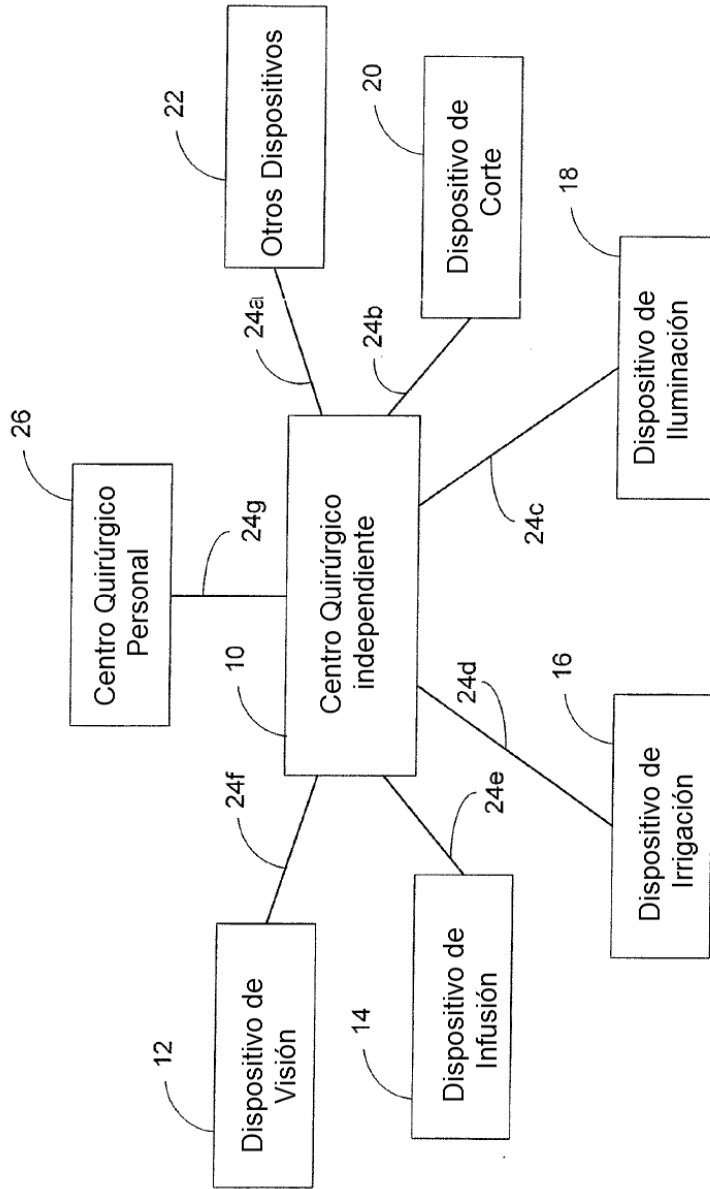 26
Centro Quirúrgico
Personal
24g
22
Otros Dispositivos
24a
12
Dispositivo de
Visión
24f
10
Centro Quirúrgico
independiente
24b
20
Dispositivo de
Corte
14
Dispositivo de
Infusión
24e
24d
16
Dispositivo de
Irrigación
24c
18
Dispositivo de
Iluminación